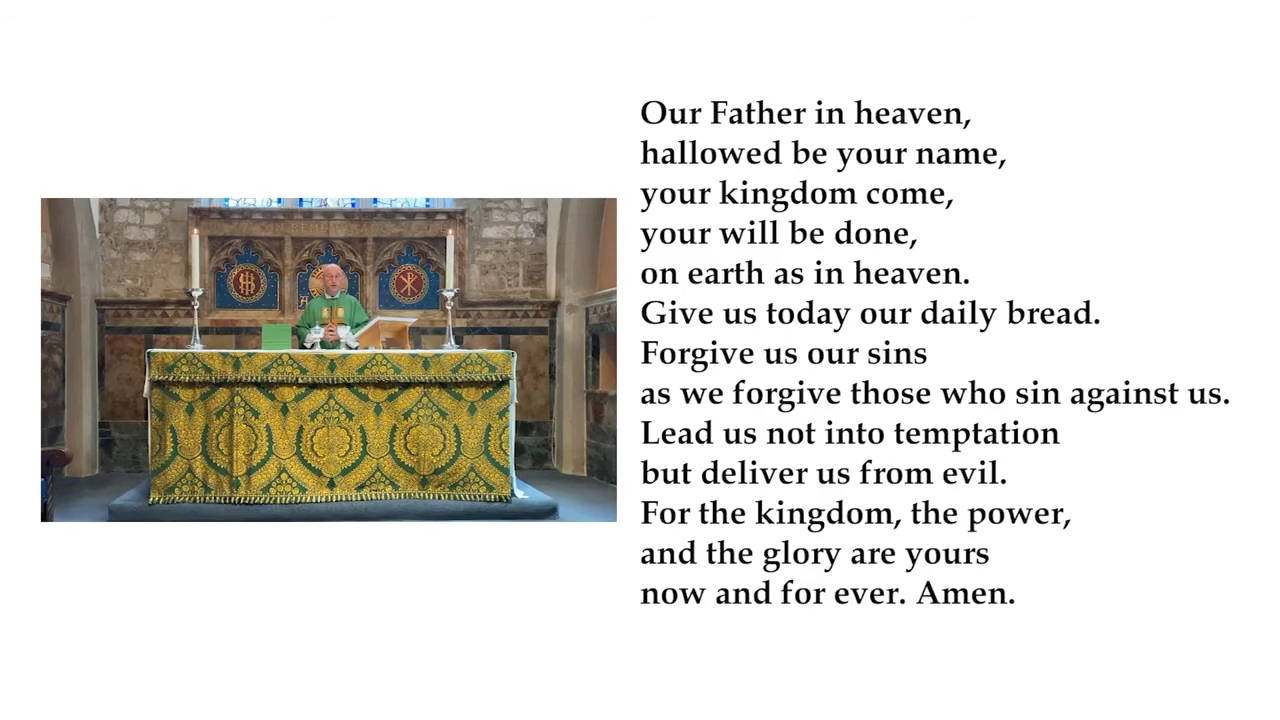 Our Father in heaven,
hallowed be your name,
your kingdom come,
your will be done,
on earth as in heaven.
Give us today our daily bread.
Forgive us our sins
as we forgive those who sin against us.
Lead us not into temptation
but deliver us from evil.
For the kingdom, the power,
and the glory are yours
now and for ever. Amen.